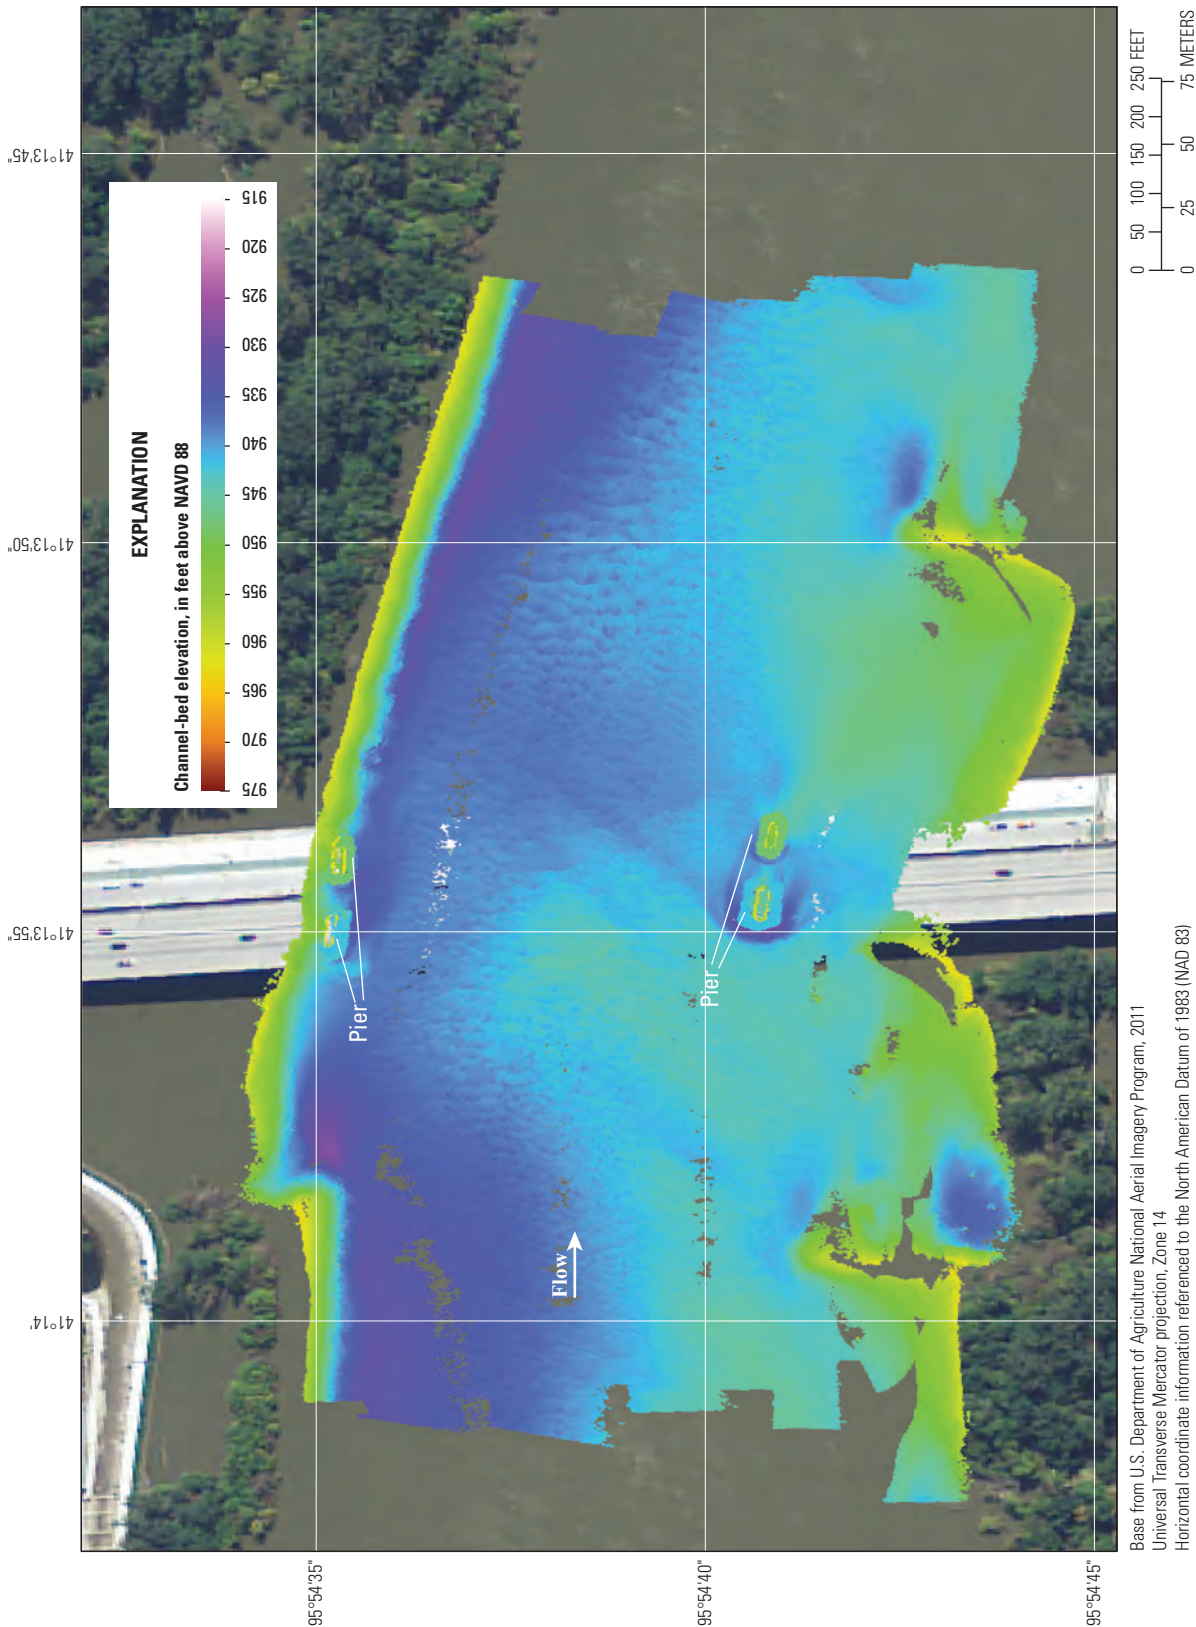 EXPLANATION
Channel-bed elevation, in feet above NAVD 88
975
970
965
960
955
950
945
940
935
930
925
920
915
41°14'
41°13'55"
41°13'50"
41°13'45"
95°54'35"
95°54'40"
95°54'45"
Pier
Pier
Flow
Base from U.S. Department of Agriculture National Aerial Imagery Program, 2011
Universal Transverse Mercator projection, Zone 14
Horizontal coordinate information referenced to the North American Datum of 1983 (NAD 83)
0 50 100 150 200 250 FEET
0 25 50 75 METERS